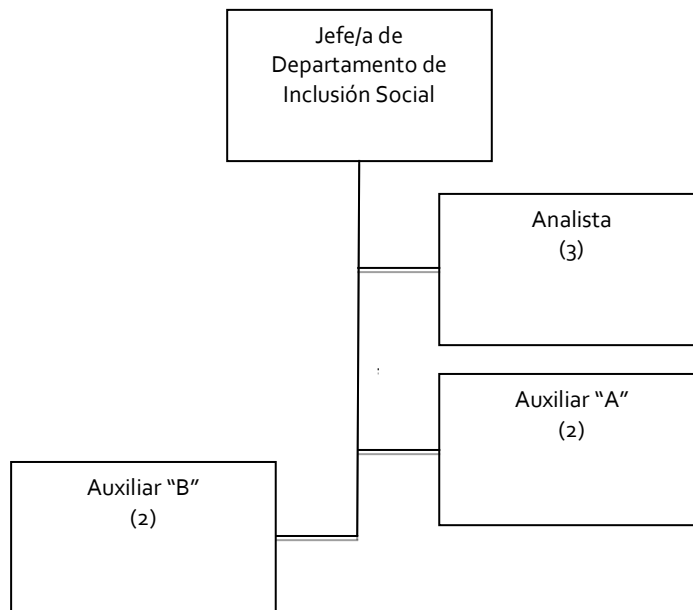 Jefe/a de
Departamento de
Inclusión Social
Analista
(3)
Auxiliar “A”
(2)
Auxiliar “B”
(2)